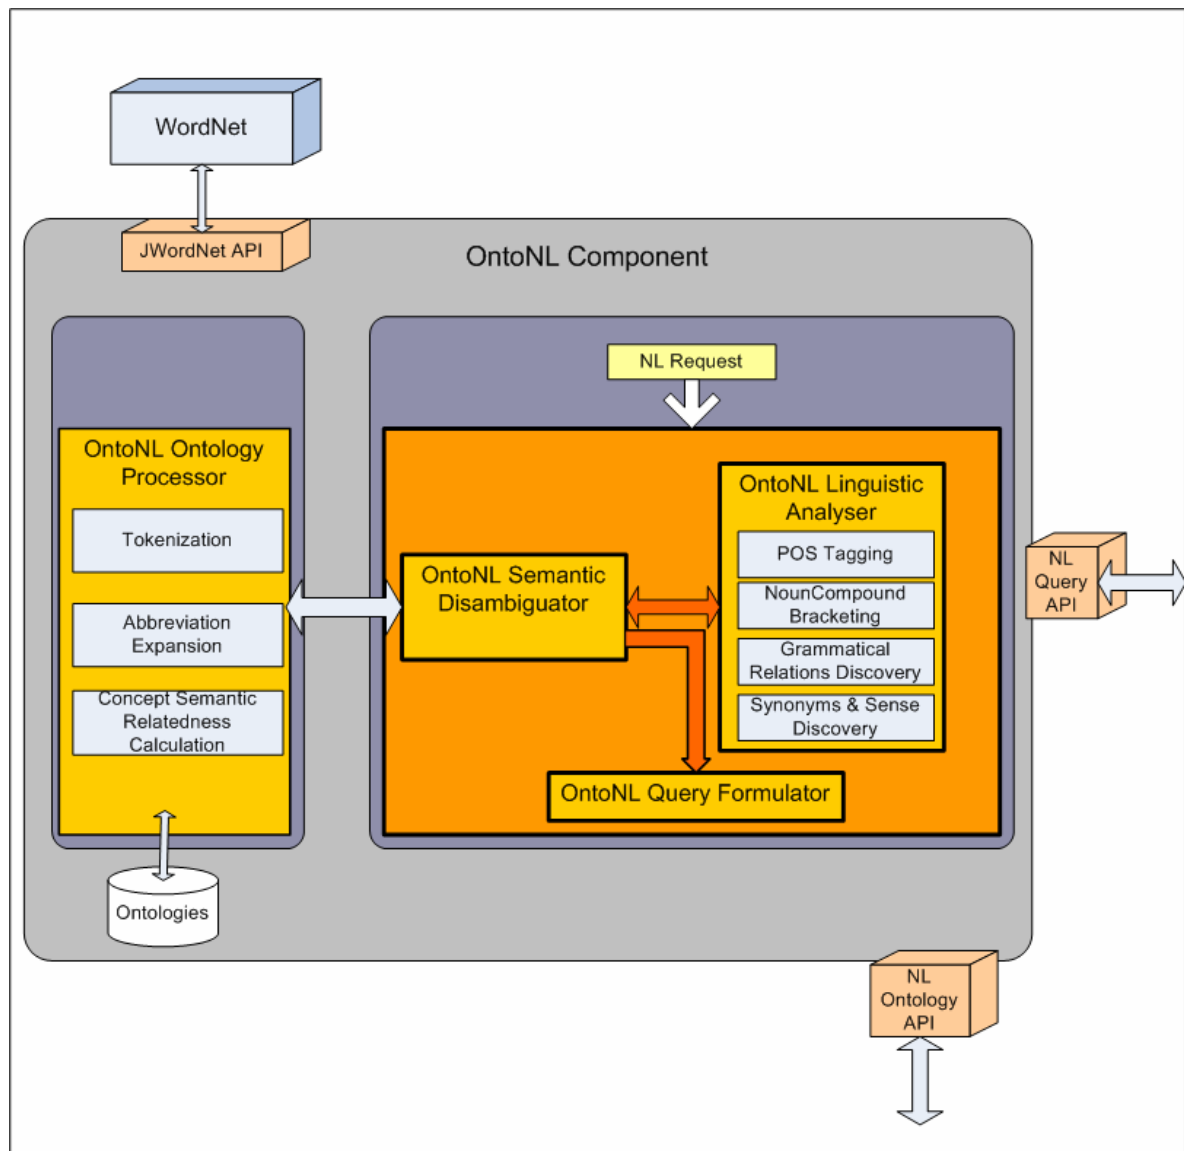 WordNet
JWordNet API
OntoNL Component
NL Request
OntoNL Ontology
Processor
Tokenization
Abbreviation
Expansion
Concept Semantic
Relatedness
Calculation
Ontologies
OntoNL Semantic
Disambiguator
OntoNL Linguistic
Analyser
POS Tagging
NounCompound
Bracketing
Grammatical
Relations Discovery
Synonyms & Sense
Discovery
OntoNL Query Formulator
NL
Query
API
NL
Ontology
API